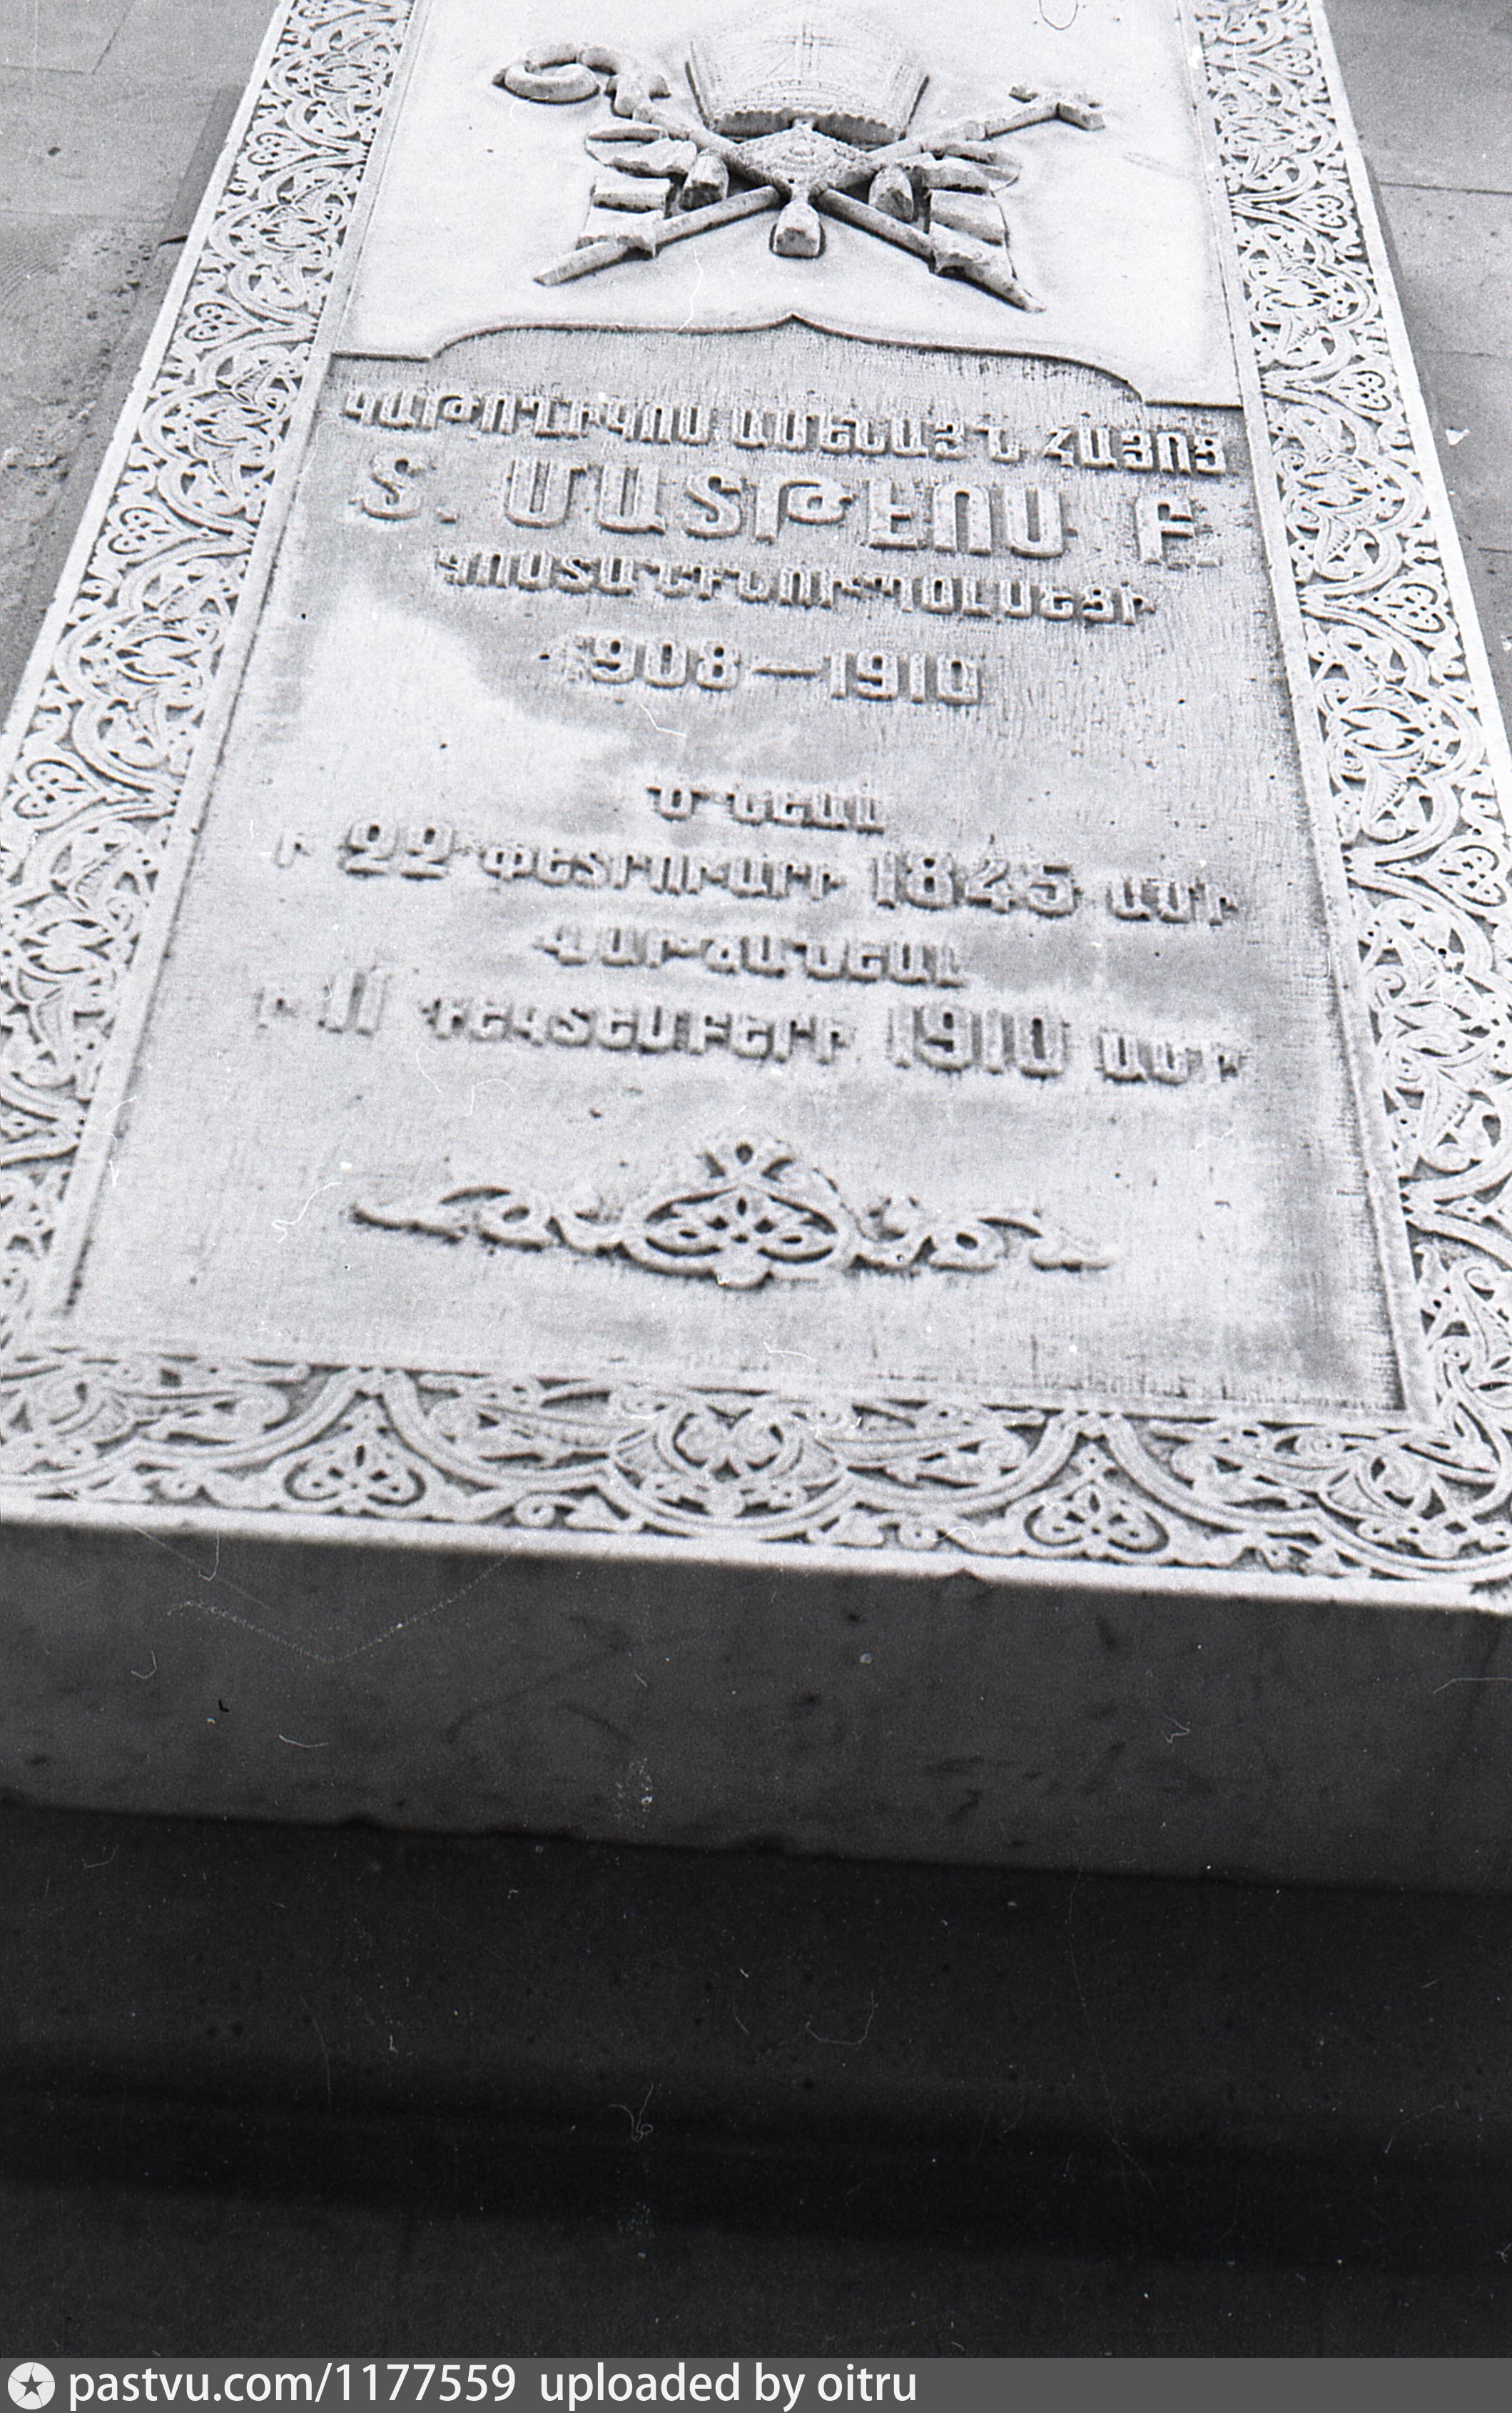 ԿԱԹՈՂԻԿՈՍ ԱՄԵՆԱՅՆ ՀԱՅՈՑ
Տ. ՄԱՏԹԷՈՍ Բ.
ԿՈՍՏԱՆԴՆՈՒՊՕԼՍԵՑԻ
1908—1910
ԾՆԵԱԼ
Ի 22 ՓԵՏՐՈՒԱՐԻ 1845 ԱՄԻ
ՎԱԽՃԱՆԵԱԼ
Ի 11 ԴԵԿՏԵՄԲԵՐԻ 1910 ԱՄԻ
pastvu.com/1177559 uploaded by oitru